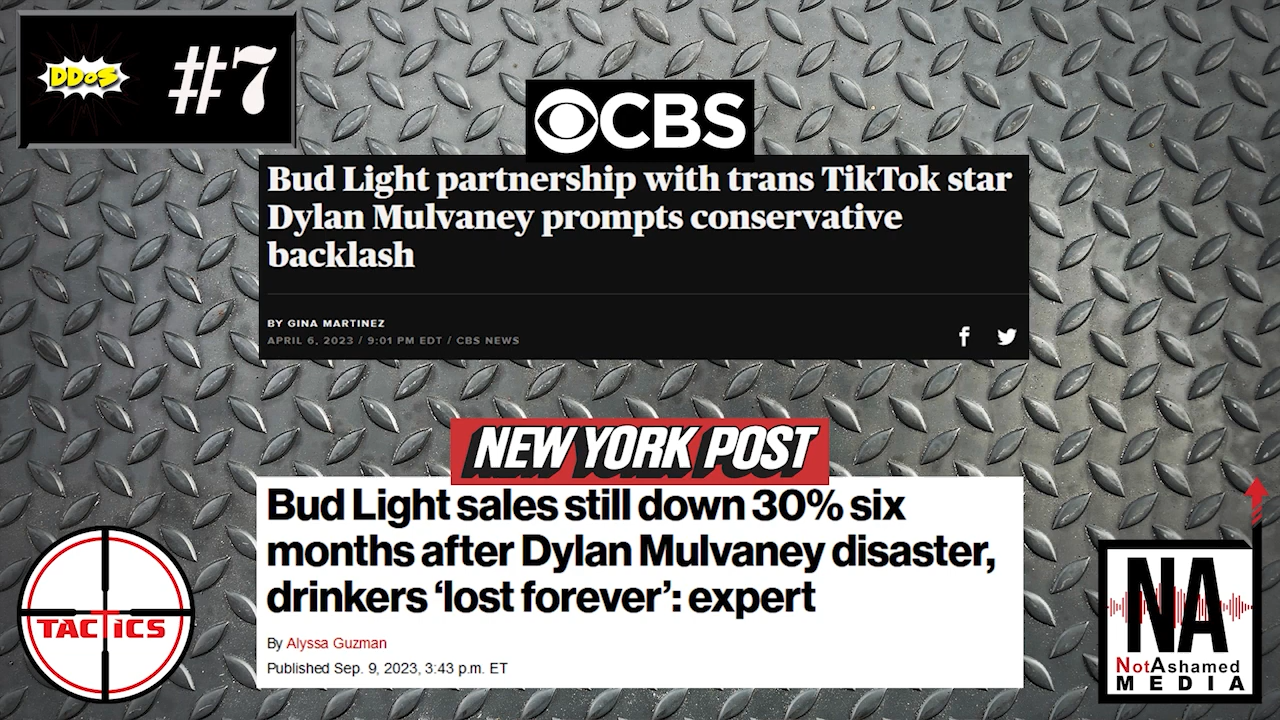 DDoS
#7
CBS
Bud Light partnership with trans TikTok star
Dylan Mulvaney prompts conservative
backlash
BY GINA MARTINEZ
APRIL 6, 2023 / 9:01 PM EDT / CBS NEWS
NEW YORK POST
Bud Light sales still down 30% six
months after Dylan Mulvaney disaster,
drinkers ‘lost forever’: expert
By Alyssa Guzman
Published Sep. 9, 2023, 3:43 p.m. ET
TACTICS
NA
NotAshamed
MEDIA